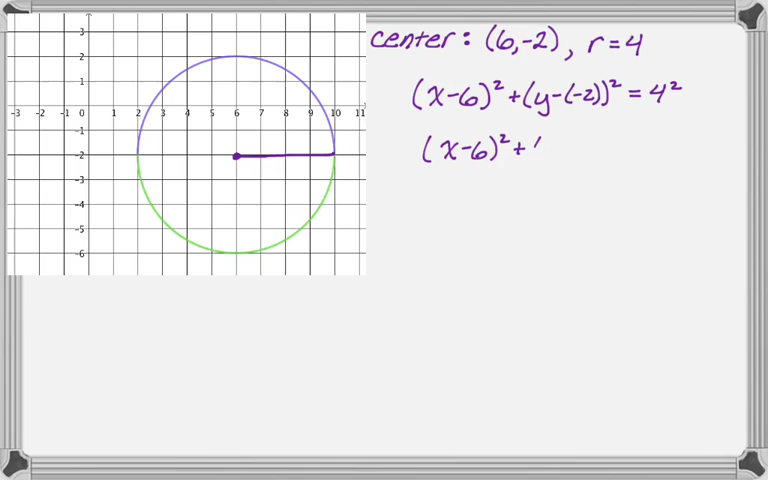 center: (6,-2), r=4
(x-6)²+(y-(-2))²=4²
(x-6)²+
3
2
1
-3 -2 -1 0 1 2 3 4 5 6 7 8 9 10 11
-1
-2
-3
-4
-5
-6